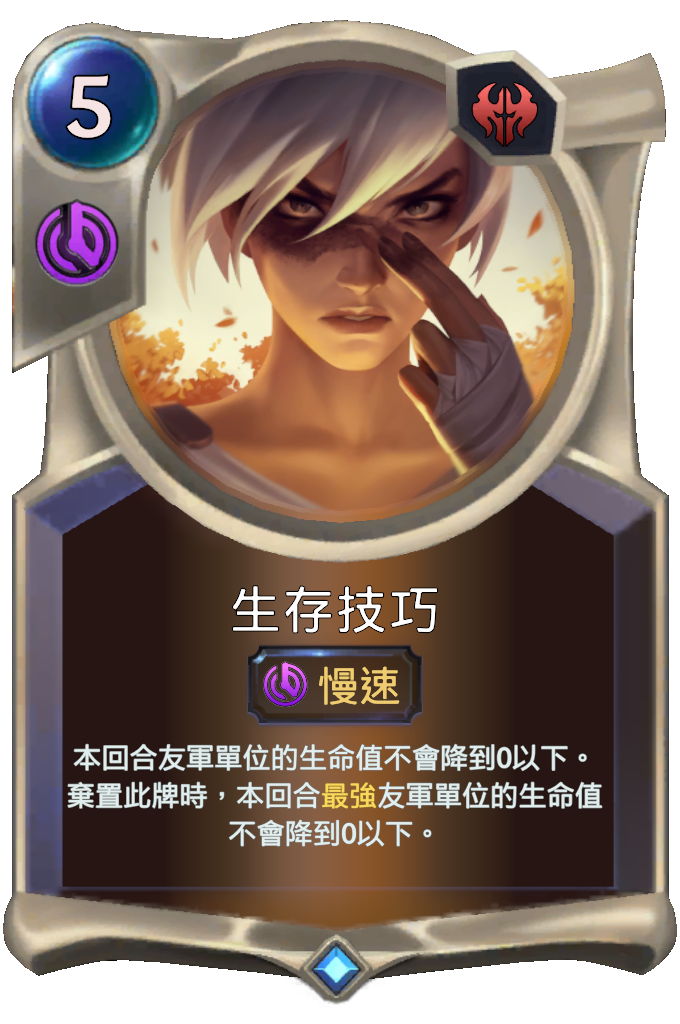 5
生存技巧
慢速
本回合友軍單位的生命值不會降到0以下。
棄置此牌時，本回合最強友軍單位的生命值
不會降到0以下。